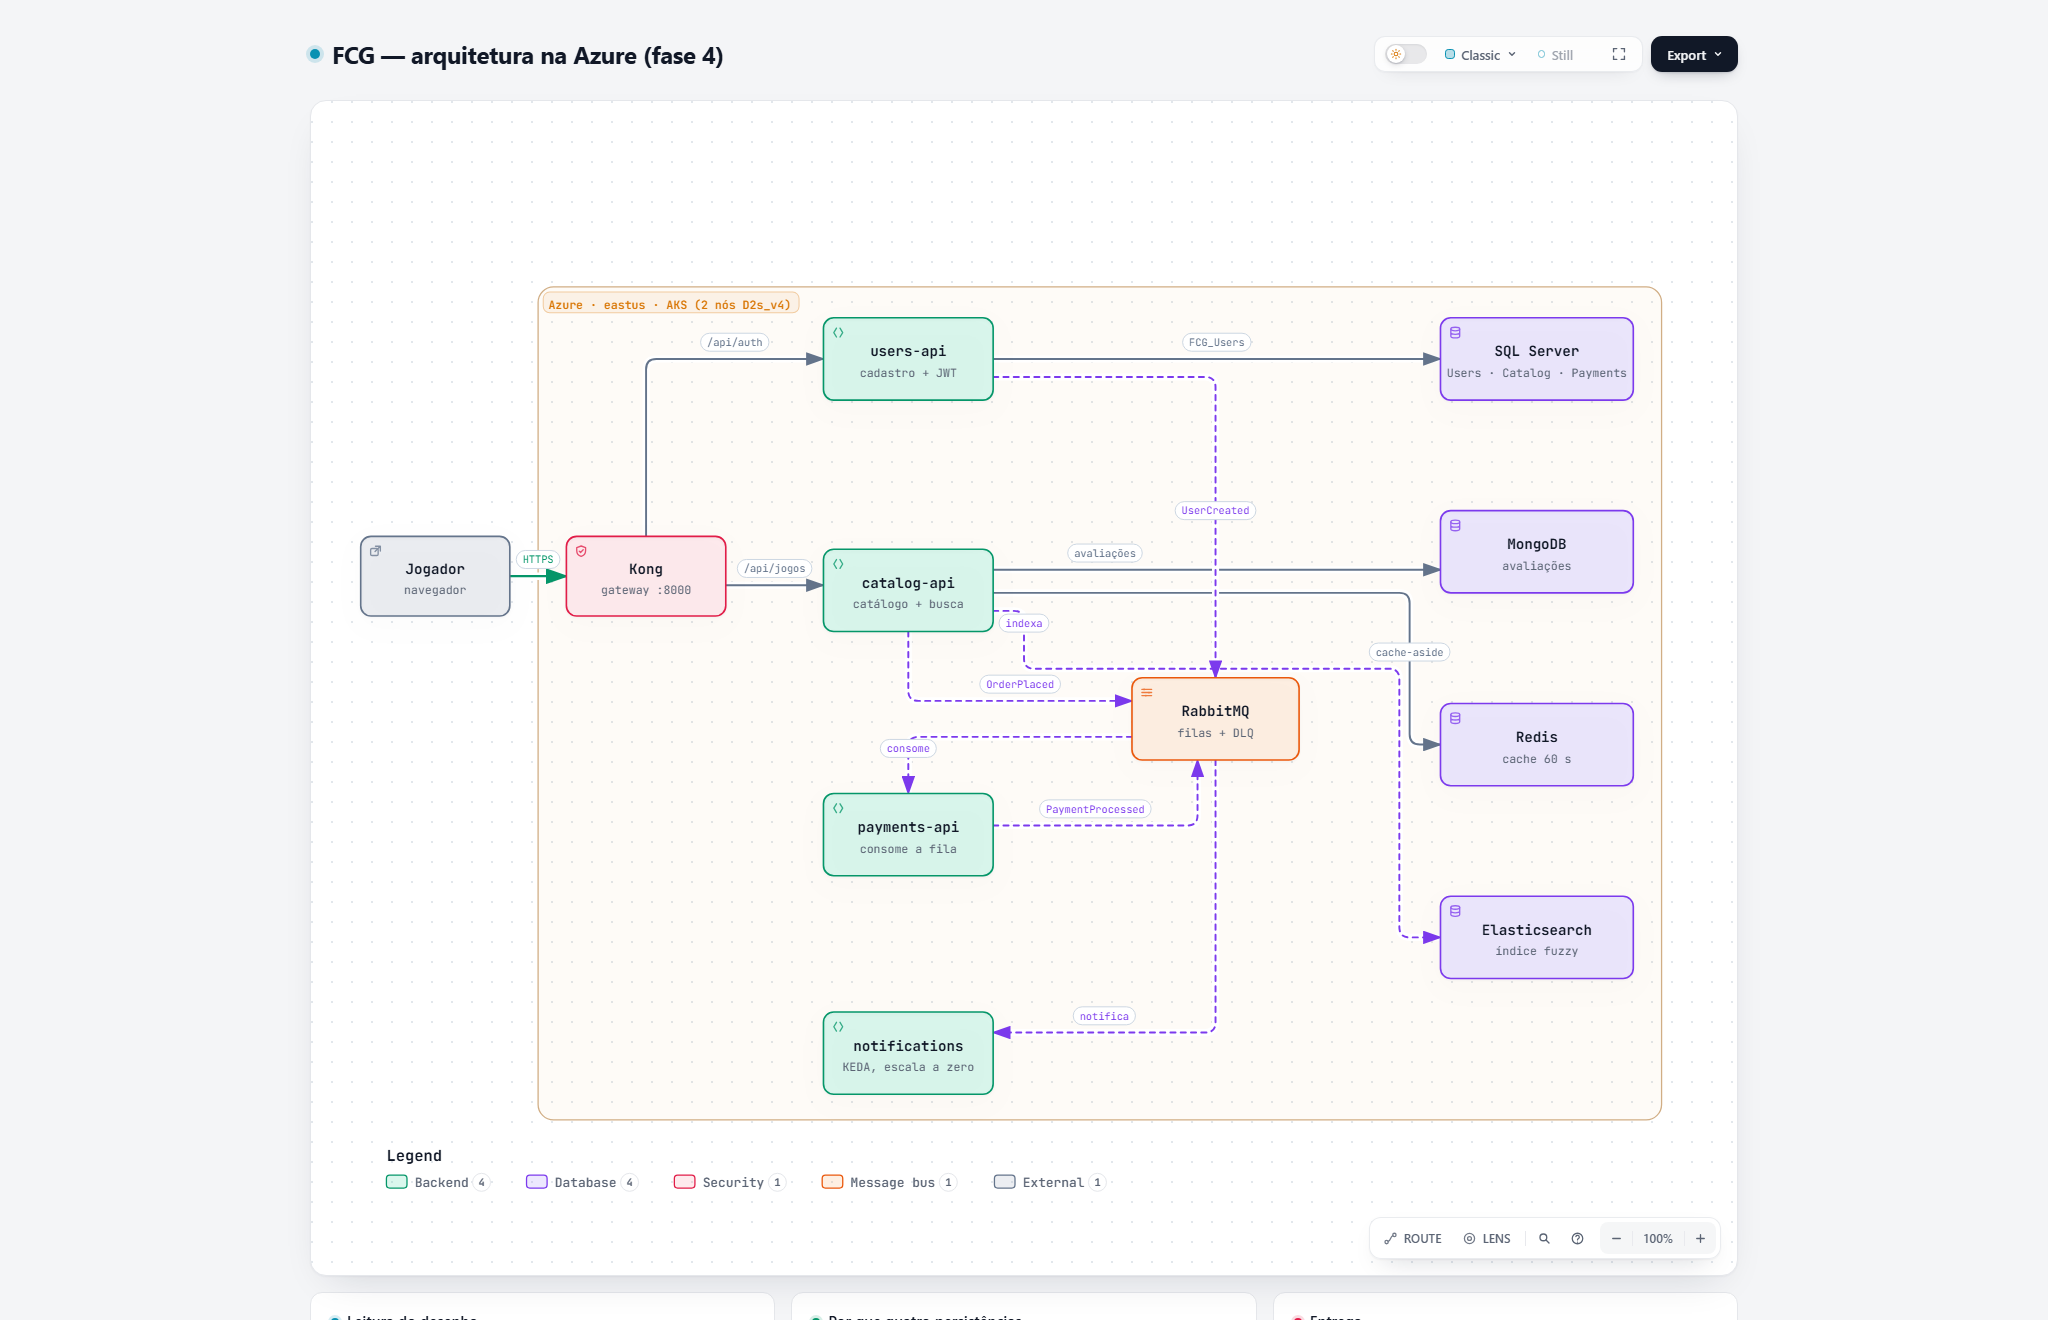 FCG — arquitetura na Azure (fase 4)
Classic
Still
Export
Azure · eastus · AKS (2 nós D2s_v4)
/api/auth
users-api
cadastro + JWT
FCG_Users
SQL Server
Users · Catalog · Payments
UserCreated
Jogador
navegador
HTTPS
Kong
gateway :8000
/api/jogos
catalog-api
catálogo + busca
avaliações
MongoDB
avaliações
indexa
cache-aside
OrderPlaced
RabbitMQ
filas + DLQ
Redis
cache 60 s
consome
payments-api
consome a fila
PaymentProcessed
Elasticsearch
índice fuzzy
notifica
notifications
KEDA, escala a zero
Legend
Backend 4
Database 4
Security 1
Message bus 1
External 1
ROUTE
LENS
100%